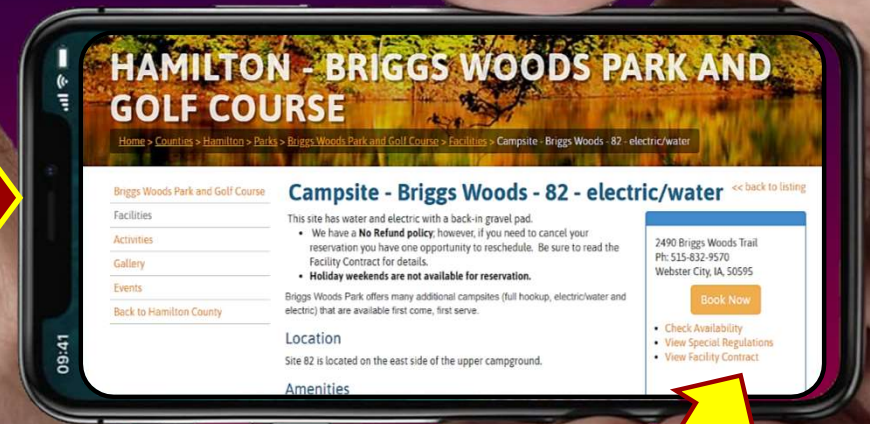 09:41
HAMILTON - BRIGGS WOODS PARK AND
GOLF COURSE
Home > Counties > Hamilton > Parks > Briggs Woods Park and Golf Course > Facilities > Campsite - Briggs Woods - 82 - electric/water
Briggs Woods Park and Golf Course
Facilities
Activities
Gallery
Events
Back to Hamilton County
Campsite - Briggs Woods - 82 - electric/water
<< back to listing
This site has water and electric with a back-in gravel pad.
• We have a No Refund policy; however, if you need to cancel your
reservation you have one opportunity to reschedule. Be sure to read the
Facility Contract for details.
• Holiday weekends are not available for reservation.
Briggs Woods Park offers many additional campsites (full hookup, electric/water and
electric) that are available first come, first serve.
Location
Site 82 is located on the east side of the upper campground.
Amenities
2490 Briggs Woods Trail
Ph: 515-832-9570
Webster City, IA, 50595
Book Now
• Check Availability
• View Special Regulations
• View Facility Contract